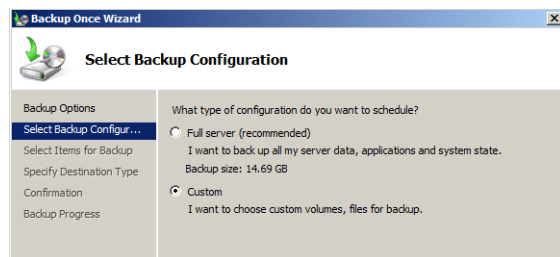 Backup Once Wizard
Select Backup Configuration
Backup Options
Select Backup Configur...
Select Items for Backup
Specify Destination Type
Confirmation
Backup Progress
What type of configuration do you want to schedule?
Full server (recommended)
I want to back up all my server data, applications and system state.
Backup size: 14.69 GB
Custom
I want to choose custom volumes, files for backup.